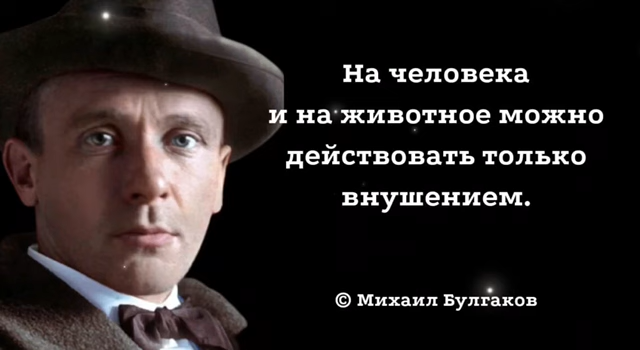 На человека
и на животное можно
действовать только
внушением.
© Михаил Булгаков